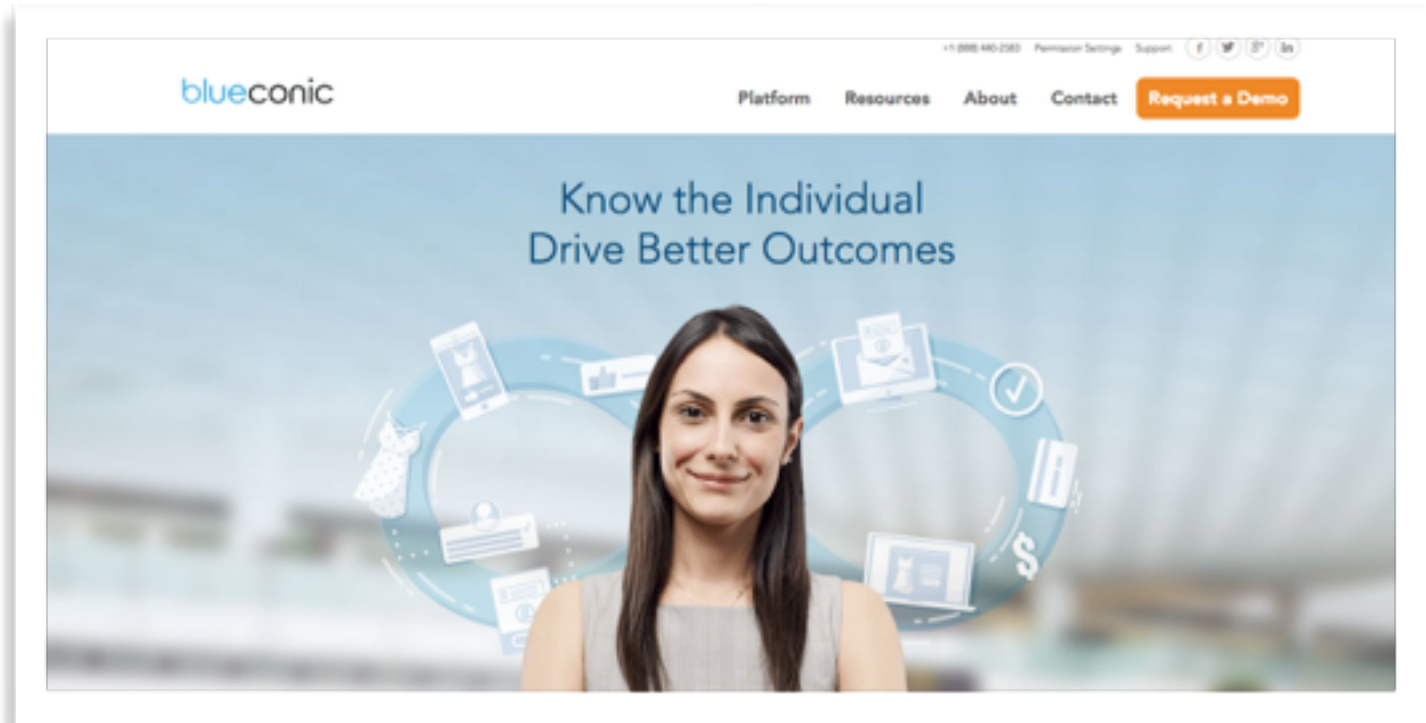 +1 (888) 440-2583 Permission Settings Support f g+ in
blueconic
Platform Resources About Contact Request a Demo
Know the Individual
Drive Better Outcomes
$